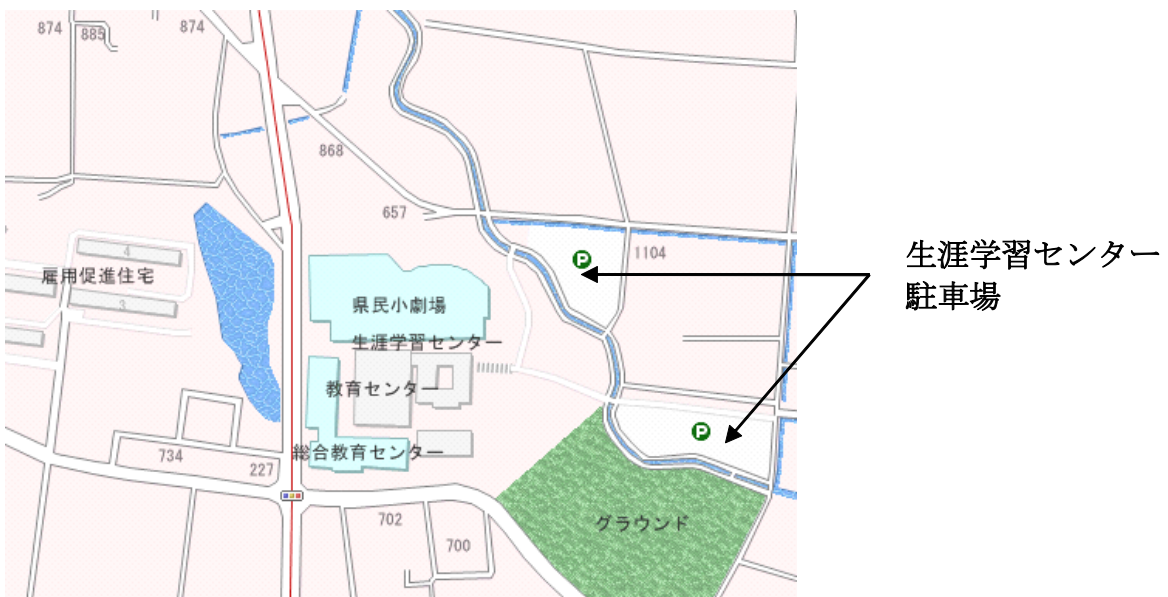 874
885
874
868
657
1104
生涯学習センター
駐車場
P
4
雇用促進住宅
3
県民小劇場
生涯学習センター
教育センター
総合教育センター
P
734
227
702
700
グラウンド